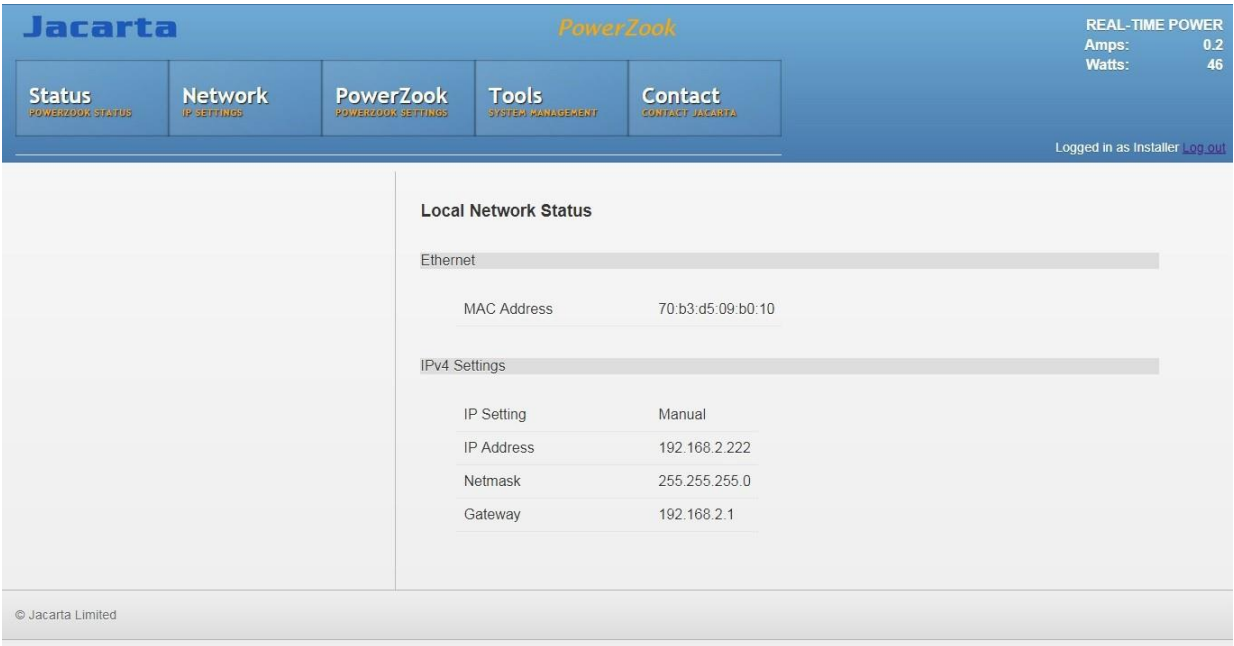 Jacarta
PowerZook
REAL-TIME POWER
Amps: 0.2
Watts: 46
Status
POWERZOOK STATUS
Network
IP SETTINGS
PowerZook
POWERZOOK SETTINGS
Tools
SYSTEM MANAGEMENT
Contact
CONTACT JACARTA
Logged in as Installer Log out
Local Network Status
Ethernet
MAC Address 70:b3:d5:09:b0:10
IPv4 Settings
IP Setting Manual
IP Address 192.168.2.222
Netmask 255.255.255.0
Gateway 192.168.2.1
© Jacarta Limited